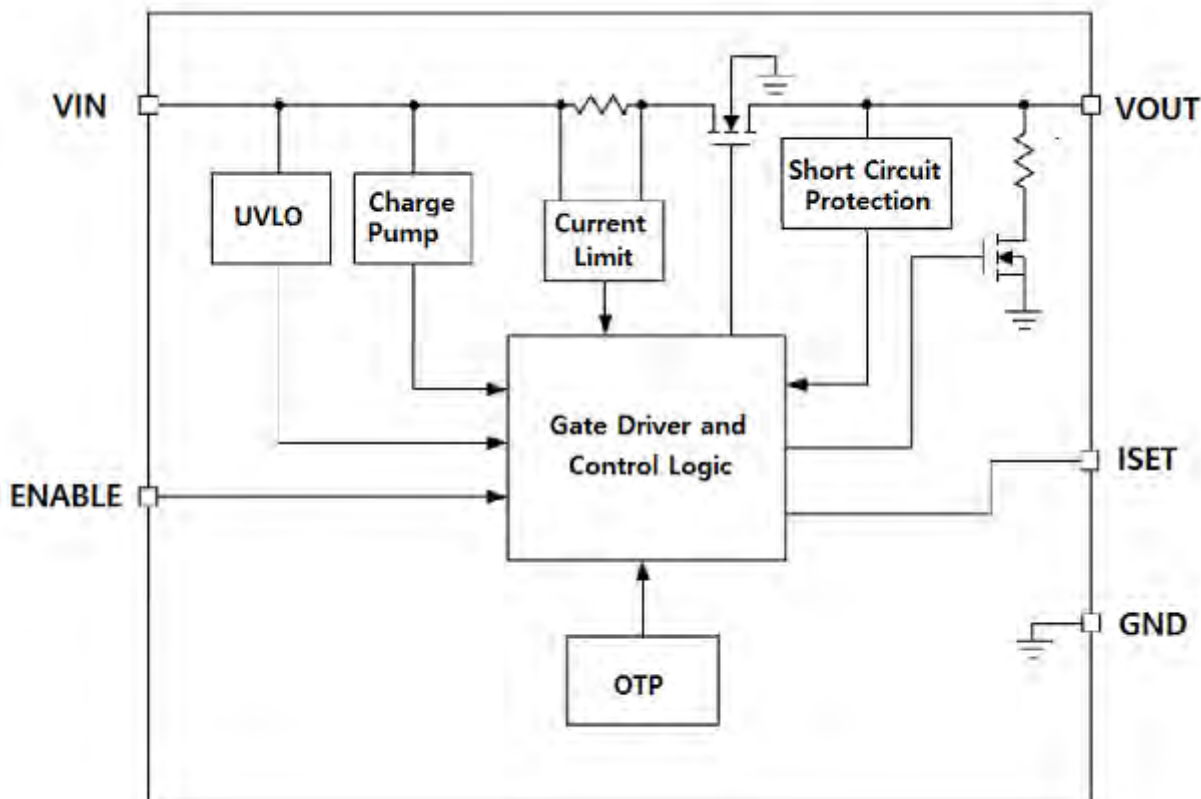 VIN
VOUT
UVLO
Charge
Pump
Current
Limit
Short Circuit
Protection
Gate Driver and
Control Logic
ENABLE
ISET
GND
OTP